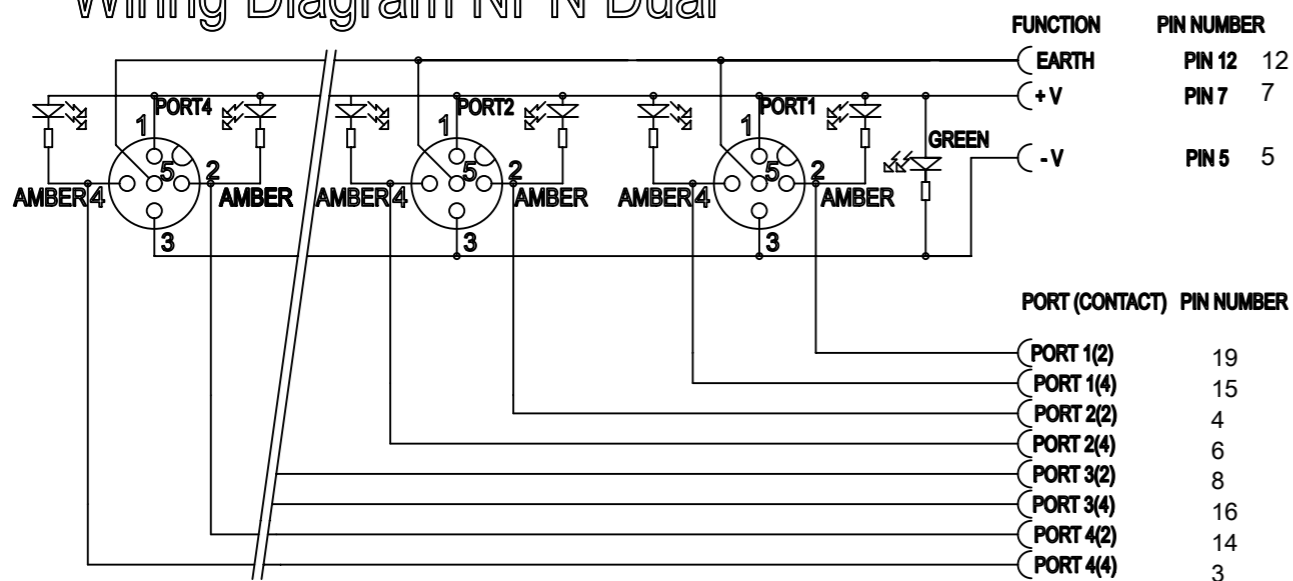 Wiring Diagram NPN Dual
FUNCTION PIN NUMBER
EARTH PIN 12 12
+ V PIN 7 7
- V PIN 5 5
PORT4 PORT2 PORT1
1 1 1
GREEN
5 2 5 2 5 2
AMBER 4 AMBER AMBER 4 AMBER AMBER 4 AMBER
3 3 3
PORT (CONTACT) PIN NUMBER
PORT 1(2) 19
PORT 1(4) 15
PORT 2(2) 4
PORT 2(4) 6
PORT 3(2) 8
PORT 3(4) 16
PORT 4(2) 14
PORT 4(4) 3